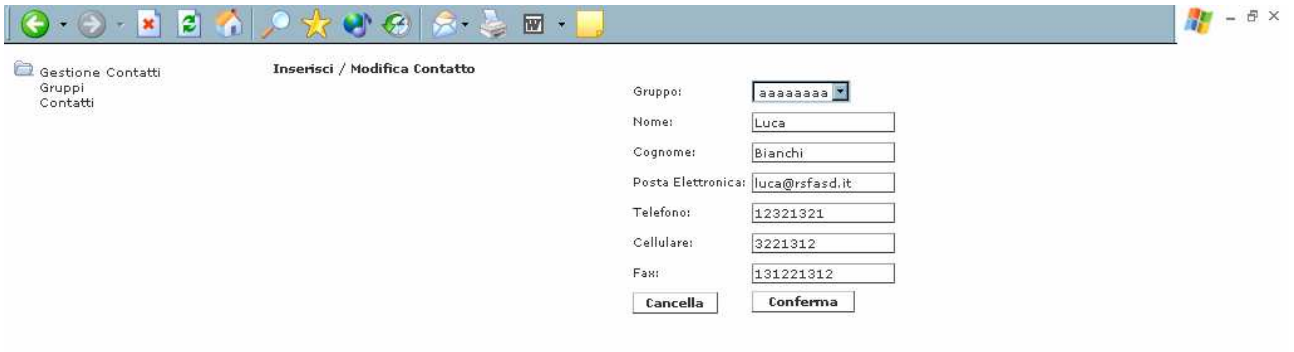 Gestione Contatti
Gruppi
Contatti
Inserisci / Modifica Contatto
Gruppo: aaaaaaaa
Nome: Luca
Cognome: Bianchi
Posta Elettronica: luca@rsfasd.it
Telefono: 12321321
Cellulare: 3221312
Fax: 131221312
Cancella Conferma